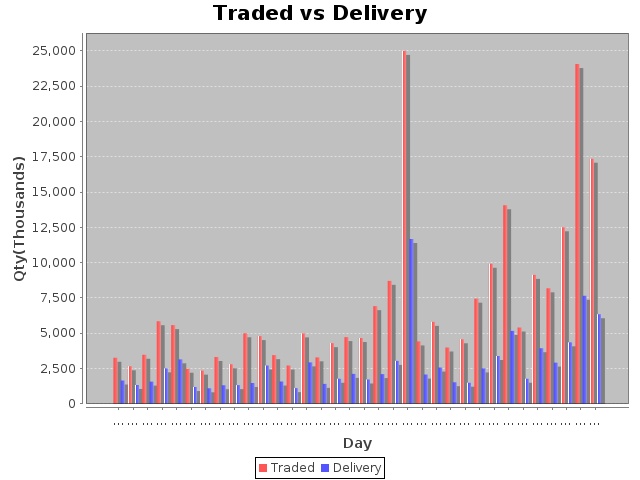 Traded vs Delivery
Qty(Thousands)
25,000
22,500
20,000
17,500
15,000
12,500
10,000
7,500
5,000
2,500
0
Day
Traded Delivery